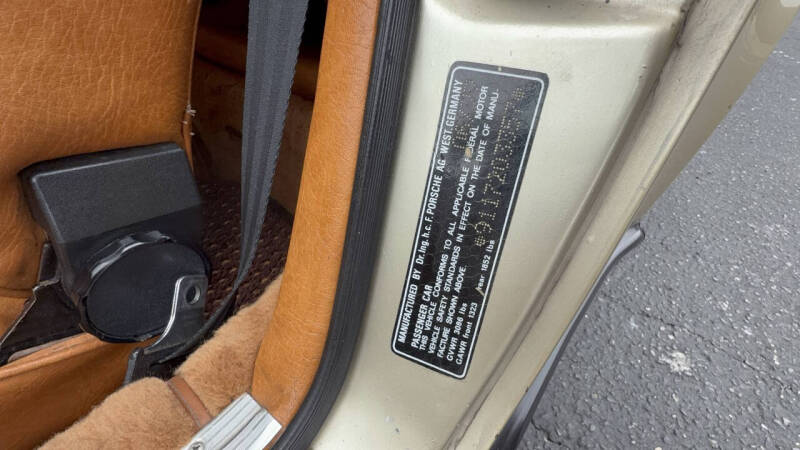 MANUFACTURED BY Dr. Ing. h.c. F. PORSCHE AG WEST. GERMANY
PASSENGER CAR
THIS VEHICLE CONFORMS TO ALL APPLICABLE FEDERAL MOTOR
VEHICLE SAFETY STANDARDS IN EFFECT ON THE DATE OF MANU-
FACTURE SHOWN ABOVE
GVWR 3086 lbs
GAWR front 1323 rear 1852 lbs